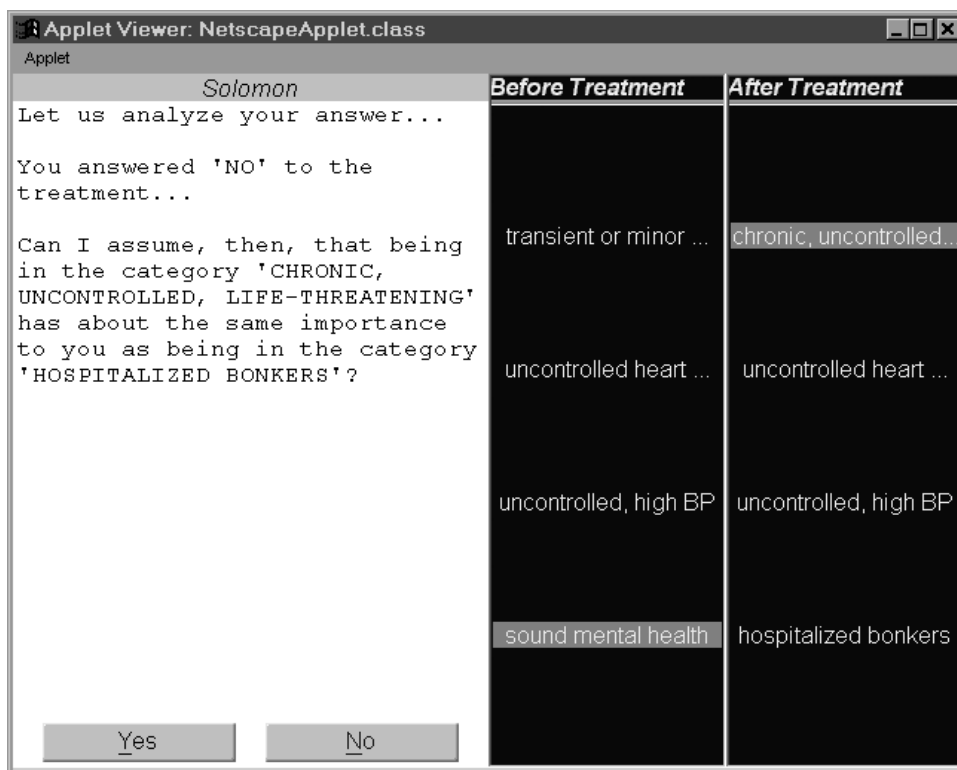 Applet Viewer: NetscapeApplet.class
Applet
Solomon
Let us analyze your answer...
You answered 'NO' to the
treatment...
Can I assume, then, that being
in the category 'CHRONIC,
UNCONTROLLED, LIFE-THREATENING'
has about the same importance
to you as being in the category
'HOSPITALIZED BONKERS'?
Yes
No
Before Treatment
transient or minor ...
uncontrolled heart ...
uncontrolled, high BP
sound mental health
After Treatment
chronic, uncontrolled...
uncontrolled heart ...
uncontrolled, high BP
hospitalized bonkers